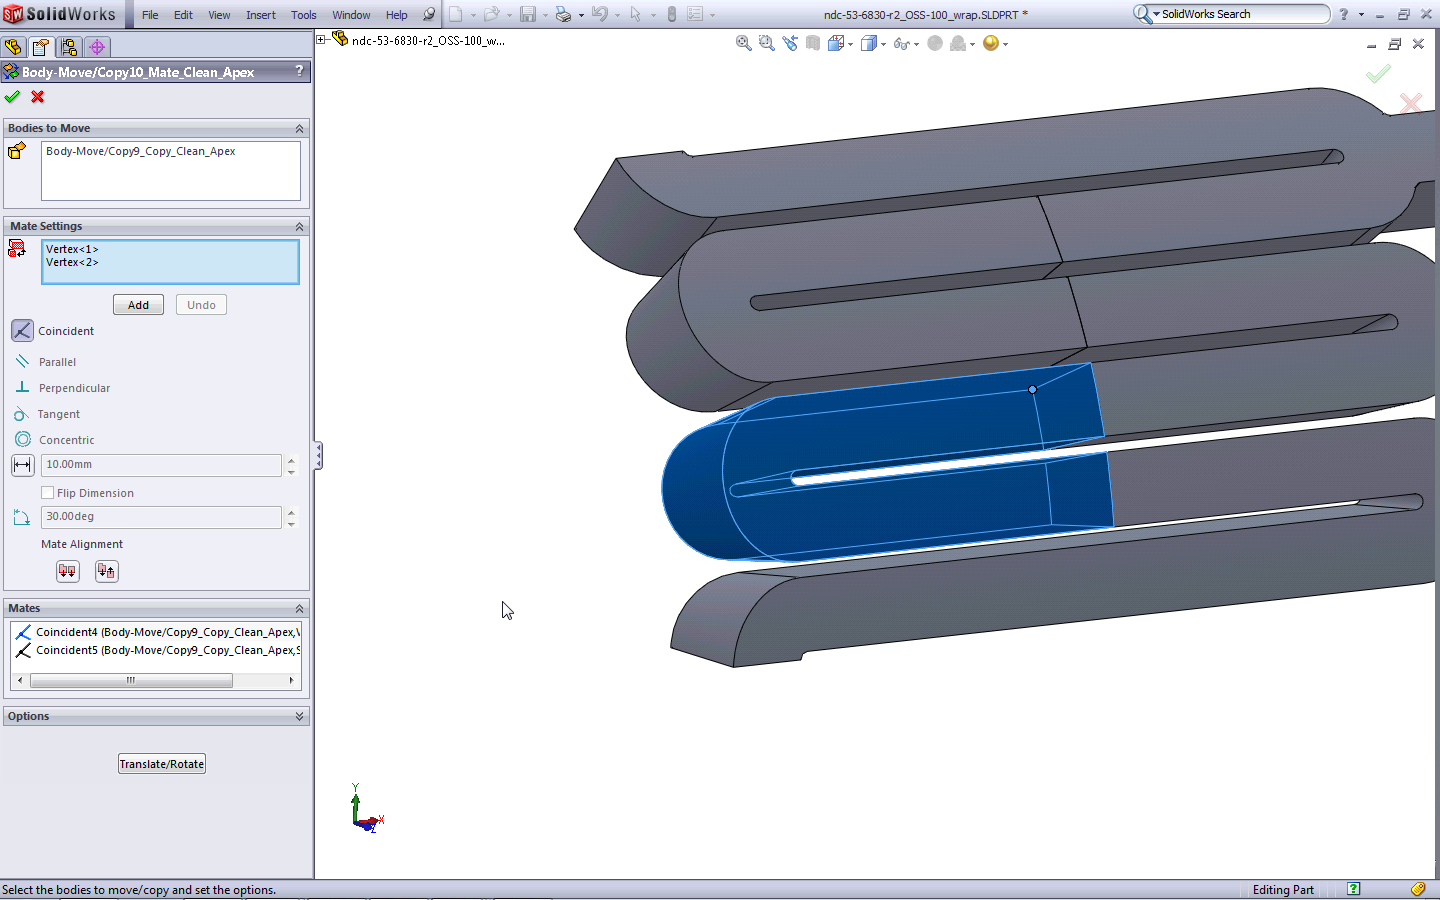 SolidWorks
File Edit View Insert Tools Window Help
ndc-53-6830-r2_OSS-100_wrap.SLDPRT *
SolidWorks Search
ndc-53-6830-r2_OSS-100_w...
Body-Move/Copy10_Mate_Clean_Apex
?
Bodies to Move
Body-Move/Copy9_Copy_Clean_Apex
Mate Settings
Vertex<1>
Vertex<2>
Add Undo
Coincident
Parallel
Perpendicular
Tangent
Concentric
10.00mm
Flip Dimension
30.00deg
Mate Alignment
Mates
Coincident4 (Body-Move/Copy9_Copy_Clean_Apex,V
Coincident5 (Body-Move/Copy9_Copy_Clean_Apex,S
Options
Translate/Rotate
Y
X
Z
Select the bodies to move/copy and set the options.
Editing Part
?